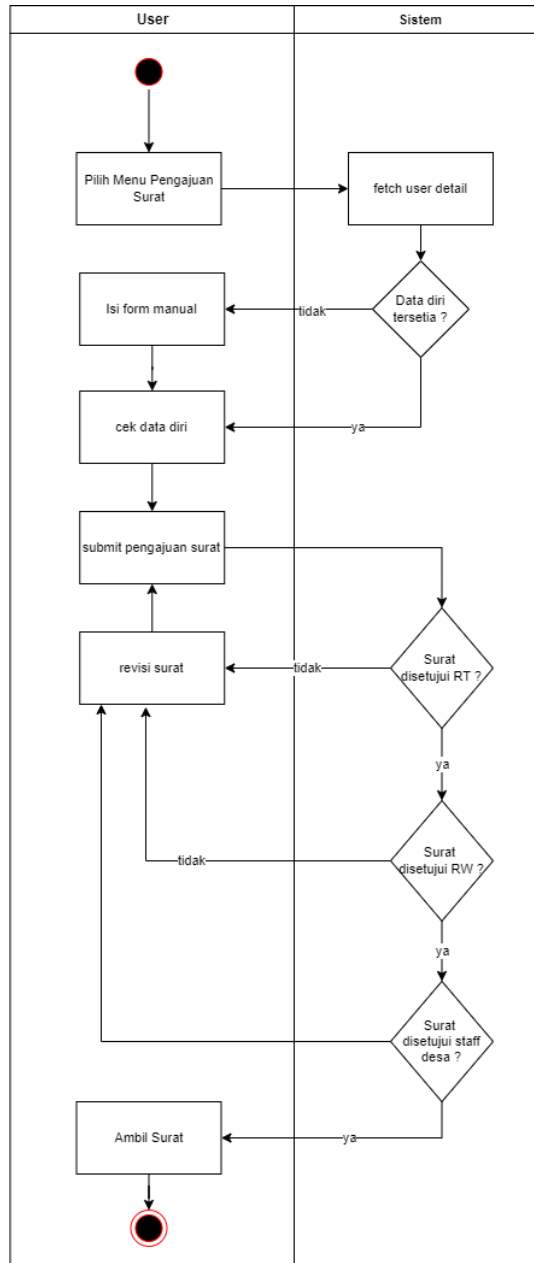 User
Sistem
Pilih Menu Pengajuan
Surat
fetch user detail
Data diri
tersetia ?
tidak
Isi form manual
ya
cek data diri
submit pengajuan surat
Surat
disetujui RT ?
tidak
revisi surat
ya
Surat
disetujui RW ?
tidak
ya
Surat
disetujui staff
desa ?
ya
Ambil Surat